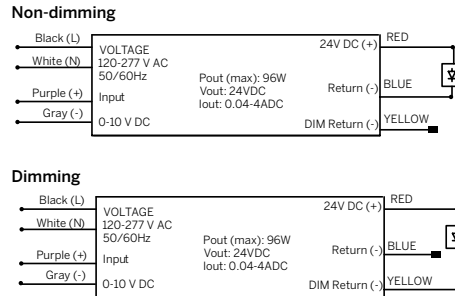 Non-dimming
Black (L)
White (N)
Purple (+)
Gray (-)
VOLTAGE
120-277 V AC
50/60Hz
Input
0-10 V DC
Pout (max): 96W
Vout: 24VDC
Iout: 0.04-4ADC
24V DC (+)
Return (-)
DIM Return (-)
RED
BLUE
YELLOW
Dimming
Black (L)
White (N)
Purple (+)
Gray (-)
VOLTAGE
120-277 V AC
50/60Hz
Input
0-10 V DC
Pout (max): 96W
Vout: 24VDC
Iout: 0.04-4ADC
24V DC (+)
Return (-)
DIM Return (-)
RED
BLUE
YELLOW